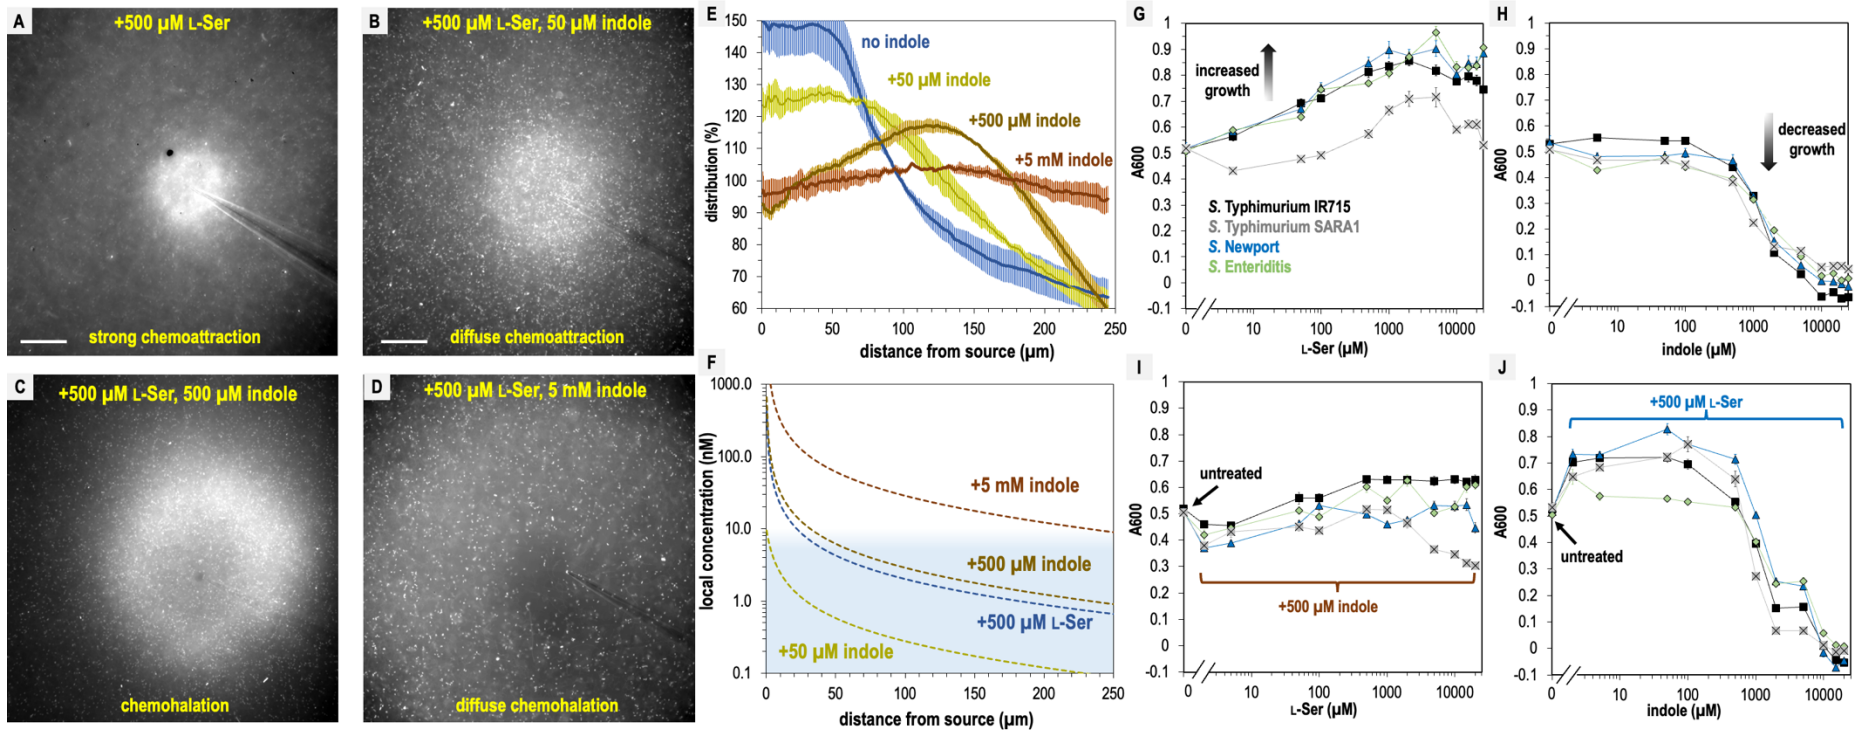 A
+500 µM L-Ser
strong chemoattraction
B
+500 µM L-Ser, 50 µM indole
diffuse chemoattraction
C
+500 µM L-Ser, 500 µM indole
chemohalation
D
+500 µM L-Ser, 5 mM indole
diffuse chemohalation
E
150
140
130
120
110
100
90
80
70
60
distribution (%)
no indole
+50 µM indole
+500 µM indole
+5 mM indole
0 50 100 150 200 250
distance from source (µm)
F
1000.0
100.0
10.0
1.0
0.1
local concentration (nM)
+5 mM indole
+500 µM indole
+500 µM L-Ser
+50 µM indole
0 50 100 150 200 250
distance from source (µm)
G
1
0.9
0.8
0.7
0.6
0.5
0.4
0.3
0.2
0.1
0
-0.1
A600
increased
growth
S. Typhimurium IR715
S. Typhimurium SARA1
S. Newport
S. Enteriditis
0 10 100 1000 10000
L-Ser (µM)
H
1
0.9
0.8
0.7
0.6
0.5
0.4
0.3
0.2
0.1
0
-0.1
A600
decreased
growth
0 10 100 1000 10000
indole (µM)
I
1
0.9
0.8
0.7
0.6
0.5
0.4
0.3
0.2
0.1
0
-0.1
A600
untreated
+500 µM indole
0 10 100 1000 10000
L-Ser (µM)
J
1
0.9
0.8
0.7
0.6
0.5
0.4
0.3
0.2
0.1
0
-0.1
A600
+500 µM L-Ser
untreated
0 10 100 1000 10000
indole (µM)